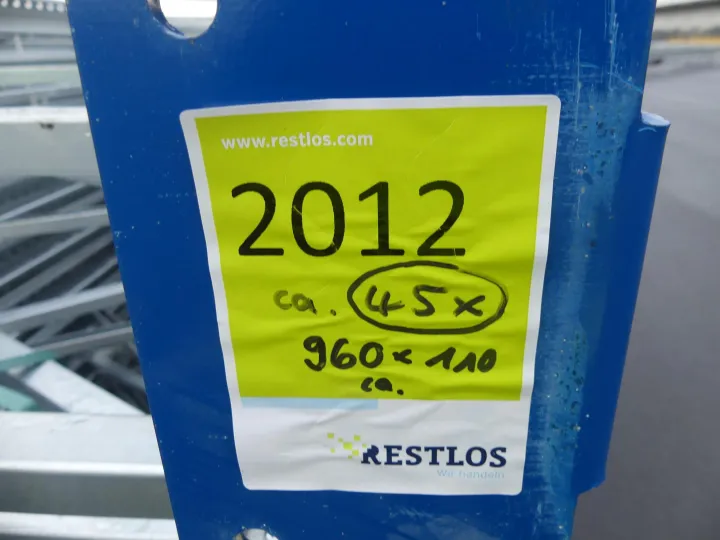 www.restlos.com
2012
ca. 45x
960 x 110
ca.
RESTLOS
Wir handeln.